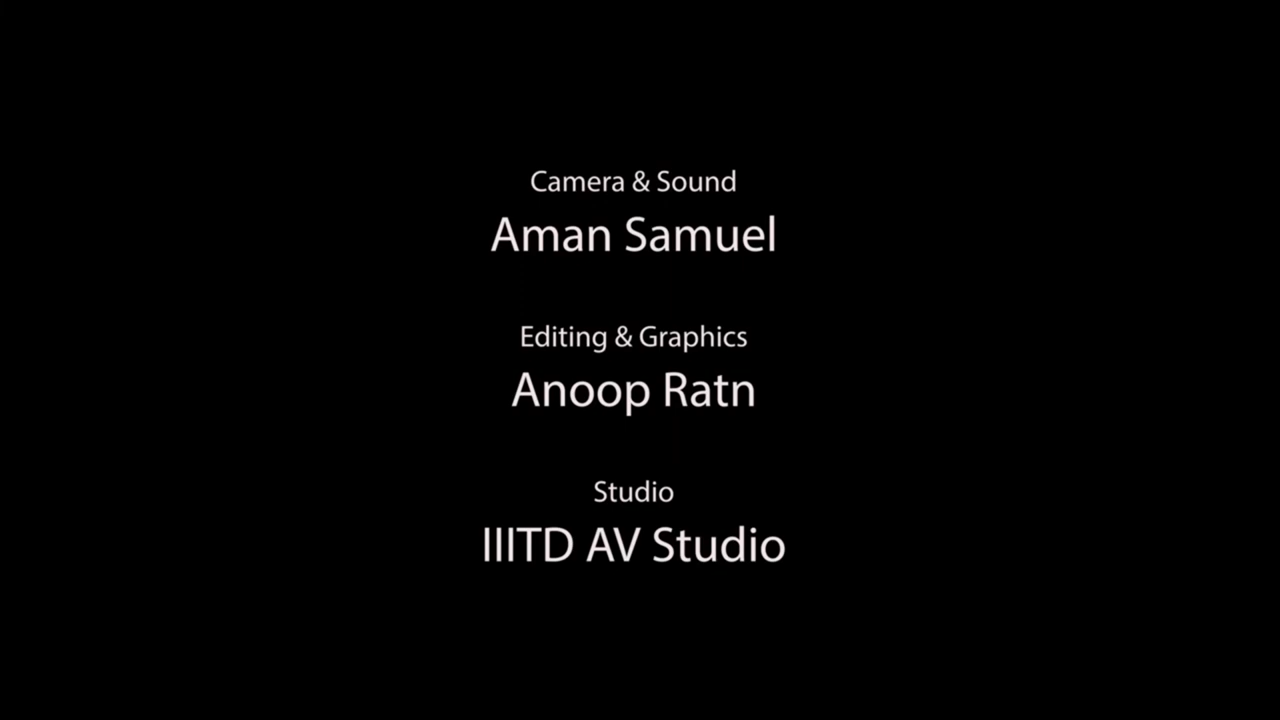 Camera & Sound
Aman Samuel
Editing & Graphics
Anoop Ratn
Studio
IIITD AV Studio